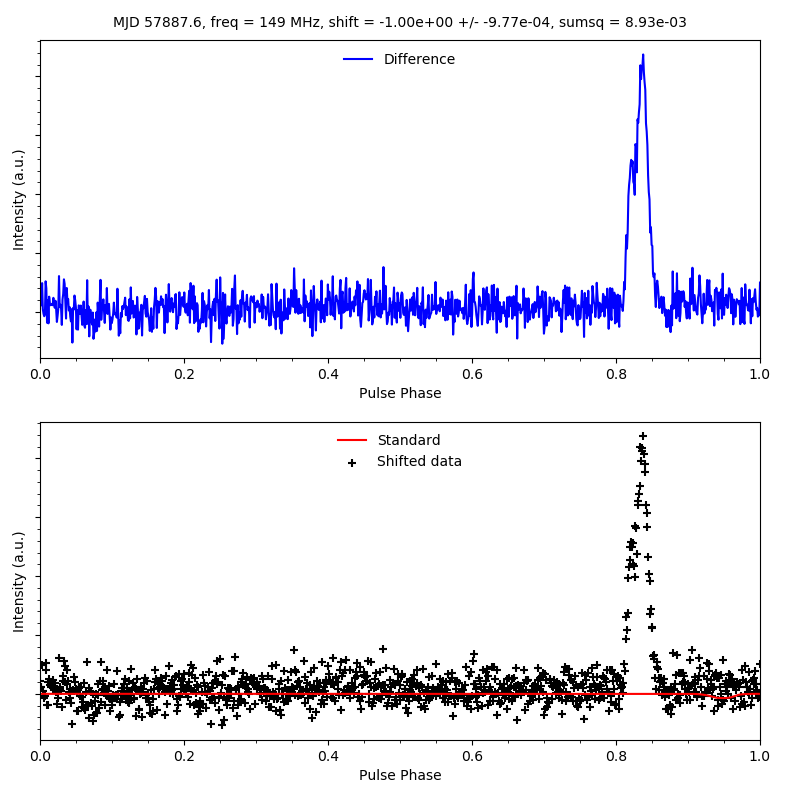 MJD 57887.6, freq = 149 MHz, shift = -1.00e+00 +/- -9.77e-04, sumsq = 8.93e-03
Difference
Intensity (a.u.)
0.0 0.2 0.4 0.6 0.8 1.0
Pulse Phase
Standard
Shifted data
Intensity (a.u.)
0.0 0.2 0.4 0.6 0.8 1.0
Pulse Phase